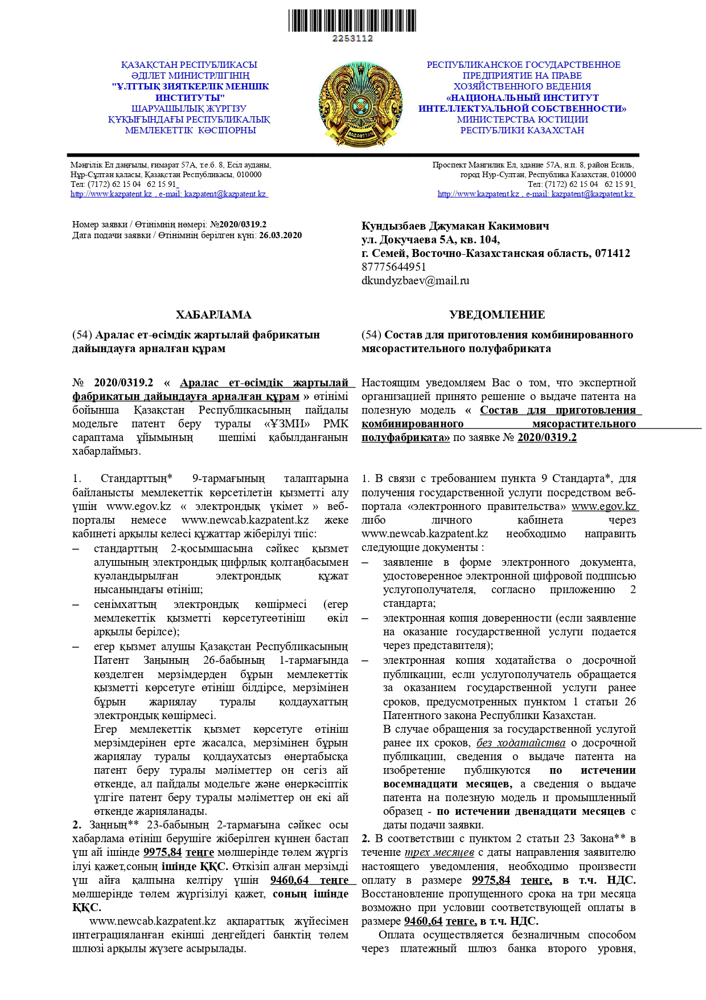 2253112
ҚАЗАҚСТАН РЕСПУБЛИКАСЫ
ӘДІЛЕТ МИНИСТРЛІГІНІҢ
"ҰЛТТЫҚ ЗИЯТКЕРЛІК МЕНШІК
ИНСТИТУТЫ"
ШАРУАШЫЛЫҚ ЖҮРГІЗУ
ҚҰҚЫҒЫНДАҒЫ РЕСПУБЛИКАЛЫҚ
МЕМЛЕКЕТТІК КӘСІПОРНЫ
QAZAQSTAN
РЕСПУБЛИКАНСКОЕ ГОСУДАРСТВЕННОЕ
ПРЕДПРИЯТИЕ НА ПРАВЕ
ХОЗЯЙСТВЕННОГО ВЕДЕНИЯ
«НАЦИОНАЛЬНЫЙ ИНСТИТУТ
ИНТЕЛЛЕКТУАЛЬНОЙ СОБСТВЕННОСТИ»
МИНИСТЕРСТВА ЮСТИЦИИ
РЕСПУБЛИКИ КАЗАХСТАН
Мәңгілік Ел даңғылы, ғимарат 57А, т.е.б. 8, Есіл ауданы,
Нұр-Сұлтан қаласы, Қазақстан Республикасы, 010000
Тел: (7172) 62 15 04 62 15 91
http://www.kazpatent.kz , e-mail: kazpatent@kazpatent.kz
Проспект Мангилик Ел, здание 57А, н.п. 8, район Есиль,
город Нур-Султан, Республика Казахстан, 010000
Тел: (7172) 62 15 04 62 15 91
http://www.kazpatent.kz , e-mail: kazpatent@kazpatent.kz
Номер заявки / Өтінімнің нөмері: №2020/0319.2
Дата подачи заявки / Өтінімнің берілген күні: 26.03.2020
Кундызбаев Джумакан Какимович
ул. Докучаева 5А, кв. 104,
г. Семей, Восточно-Казахстанская область, 071412
87775644951
dkundyzbaev@mail.ru
ХАБАРЛАМА
(54) Аралас ет-өсімдік жартылай фабрикатын
дайындауға арналған құрам
№ 2020/0319.2 « Аралас ет-өсімдік жартылай
фабрикатын дайындауға арналған құрам » өтінімі
бойынша Қазақстан Республикасының пайдалы
модельге патент беру туралы «ҰЗМИ» РМК
сараптама ұйымының шешімі қабылданғанын
хабарлаймыз.
1. Стандарттың* 9-тармағының талаптарына
байланысты мемлекеттік көрсетілетін қызметті алу
үшін www.egov.kz « электрондық үкімет » веб-
порталы немесе www.newcab.kazpatent.kz жеке
кабинеті арқылы келесі құжаттар жіберілуі тиіс:
– стандарттың 2-қосымшасына сәйкес қызмет
алушының электрондық цифрлық қолтаңбасымен
куәландырылған электрондық құжат
нысанындағы өтініш;
– сенімхаттың электрондық көшірмесі (егер
мемлекеттік қызметті көрсетугеөтініш өкіл
арқылы берілсе);
– егер қызмет алушы Қазақстан Республикасының
Патент Заңының 26-бабының 1-тармағында
көзделген мерзімдерден бұрын мемлекеттік
қызметті көрсетуге өтініш білдірсе, мерзімінен
бұрын жариялау туралы қолдаухаттың
электрондық көшірмесі.
Егер мемлекеттік қызмет көрсетуге өтініш
мерзімдерінен ерте жасалса, мерзімінен бұрын
жариялау туралы қолдаухатсыз өнертабысқа
патент беру туралы мәліметтер он сегіз ай
өткенде, ал пайдалы модельге және өнеркәсіптік
үлгіге патент беру туралы мәліметтер он екі ай
өткенде жарияланады.
2. Заңның** 23-бабының 2-тармағына сәйкес осы
хабарлама өтініш берушіге жіберілген күннен бастап
үш ай ішінде 9975,84 теңге мөлшерінде төлем жүргіз
ілуі қажет,соның ішінде ҚҚС. Өткізіп алған мерзімді
үш айға қалпына келтіру үшін 9460,64 теңге
мөлшерінде төлем жүргізілуі қажет, соның ішінде
ҚҚС.
www.newcab.kazpatent.kz ақпараттық жүйесімен
интеграцияланған екінші деңгейдегі банктің төлем
шлюзі арқылы жүзеге асырылады.
УВЕДОМЛЕНИЕ
(54) Состав для приготовления комбинированного
мясорастительного полуфабриката
Настоящим уведомляем Вас о том, что экспертной
организацией принято решение о выдаче патента на
полезную модель « Состав для приготовления
комбинированного мясорастительного
полуфабриката» по заявке № 2020/0319.2
1. В связи с требованием пункта 9 Стандарта*, для
получения государственной услуги посредством веб-
портала «электронного правительства» www.egov.kz
либо личного кабинета через
www.newcab.kazpatent.kz необходимо направить
следующие документы :
– заявление в форме электронного документа,
удостоверенное электронной цифровой подписью
услугополучателя, согласно приложению 2
стандарта;
– электронная копия доверенности (если заявление
на оказание государственной услуги подается
через представителя);
– электронная копия ходатайства о досрочной
публикации, если услугополучатель обращается
за оказанием государственной услуги ранее
сроков, предусмотренных пунктом 1 статьи 26
Патентного закона Республики Казахстан.
В случае обращения за государственной услугой
ранее их сроков, без ходатайства о досрочной
публикации, сведения о выдаче патента на
изобретение публикуются по истечении
восемнадцати месяцев, а сведения о выдаче
патента на полезную модель и промышленный
образец - по истечении двенадцати месяцев с
даты подачи заявки.
2. В соответствии с пунктом 2 статьи 23 Закона** в
течение трех месяцев с даты направления заявителю
настоящего уведомления, необходимо произвести
оплату в размере 9975,84 тенге, в т.ч. НДС.
Восстановление пропущенного срока на три месяца
возможно при условии соответствующей оплаты в
размере 9460,64 тенге, в т.ч. НДС.
Оплата осуществляется безналичным способом
через платежный шлюз банка второго уровня,